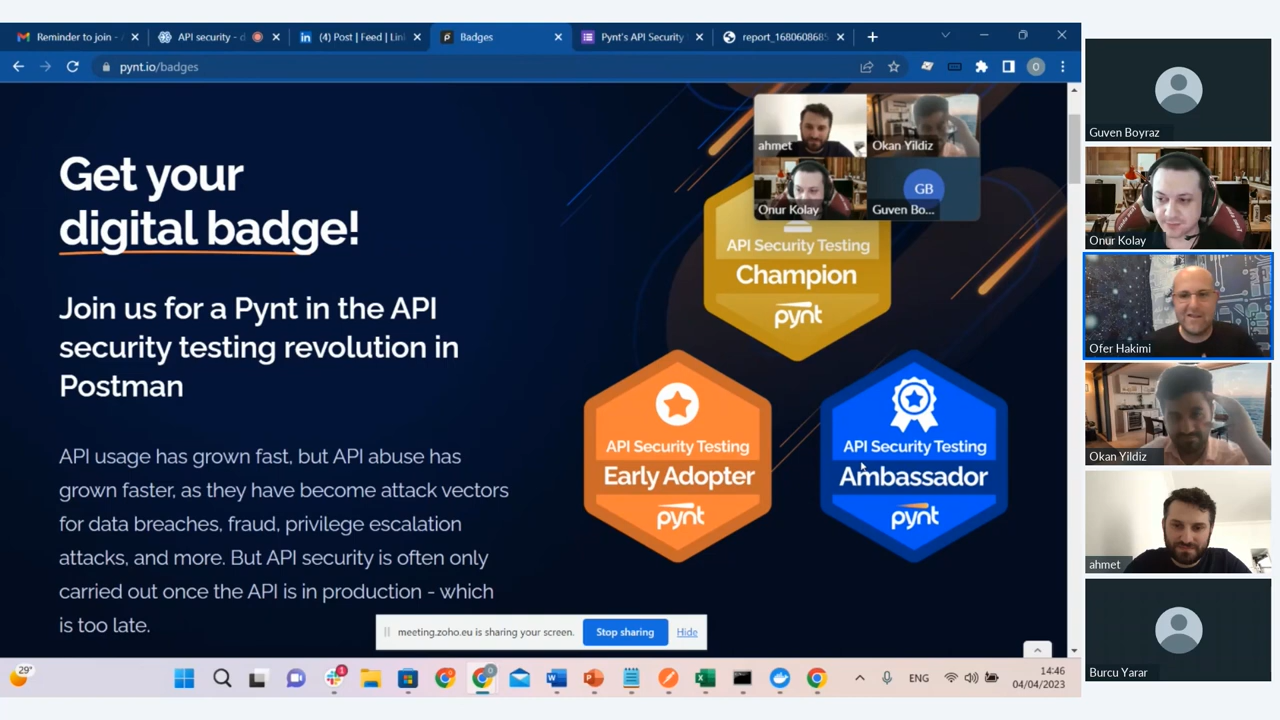 Reminder to join - A
API security - d
(4) Post | Feed | Lin
Badges
Pynt's API Security
report_1680608685
pynt.io/badges
O
Get your
digital badge!
Join us for a Pynt in the API
security testing revolution in
Postman
API usage has grown fast, but API abuse has
grown faster, as they have become attack vectors
for data breaches, fraud, privilege escalation
attacks, and more. But API security is often only
carried out once the API is in production - which
is too late.
ahmet
Okan Yildiz
Onur Kolay
GB
Guven Bo...
API Security Testing
Champion
pynt
API Security Testing
Early Adopter
pynt
API Security Testing
Ambassador
pynt
meeting.zoho.eu is sharing your screen.
Stop sharing
Hide
29°
1
ENG
14:46
04/04/2023
Guven Boyraz
Onur Kolay
Ofer Hakimi
Okan Yildiz
ahmet
Burcu Yarar